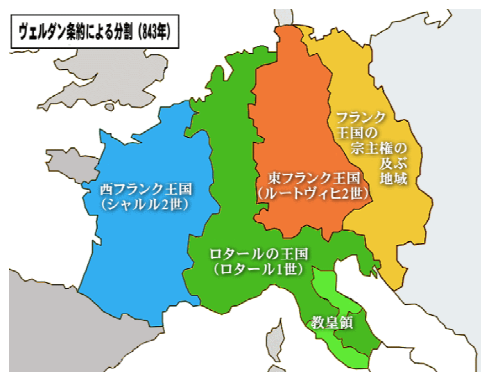 ヴェルダン条約による分割（843年）
フランク
王国の
宗主権の
及ぶ
地域
西フランク王国
（シャルル2世）
東フランク王国
（ルートヴィヒ2世）
ロタールの王国
（ロタール1世）
教皇領